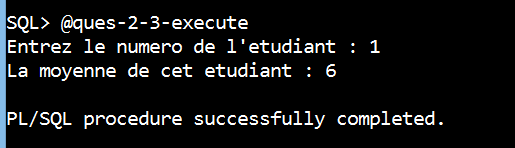 SQL> @ques-2-3-execute
Entrez le numero de l'etudiant : 1
La moyenne de cet etudiant : 6
PL/SQL procedure successfully completed.